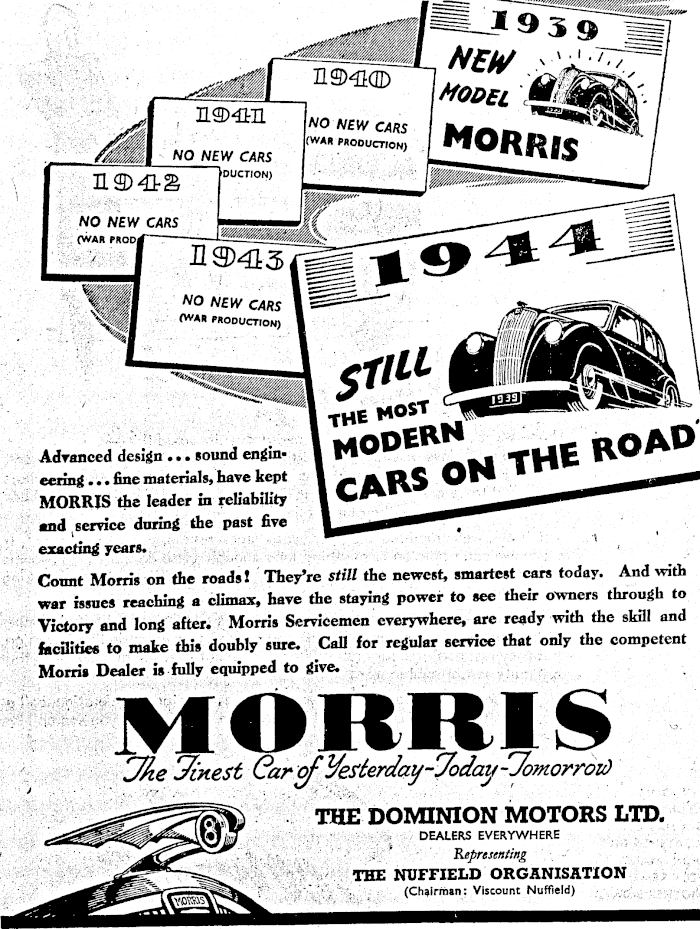 1939
NEW
MODEL
MORRIS
1940
NO NEW CARS
(WAR PRODUCTION)
1941
NO NEW CARS
DUCTION)
1942
NO NEW CARS
(WAR PROD
1943
NO NEW CARS
(WAR PRODUCTION)
1944
STILL
THE MOST
MODERN
CARS ON THE ROAD
1939
Advanced design ... sound engin-
eering ... fine materials, have kept
MORRIS the leader in reliability
and service during the past five
exacting years.
Count Morris on the roads! They're still the newest, smartest cars today. And with
war issues reaching a climax, have the staying power to see their owners through to
Victory and long after. Morris Servicemen everywhere, are ready with the skill and
facilities to make this doubly sure. Call for regular service that only the competent
Morris Dealer is fully equipped to give.
MORRIS
The Finest Car of Yesterday-Today-Tomorrow
8
MORRIS
THE DOMINION MOTORS LTD.
DEALERS EVERYWHERE
Representing
THE NUFFIELD ORGANISATION
(Chairman: Viscount Nuffield)